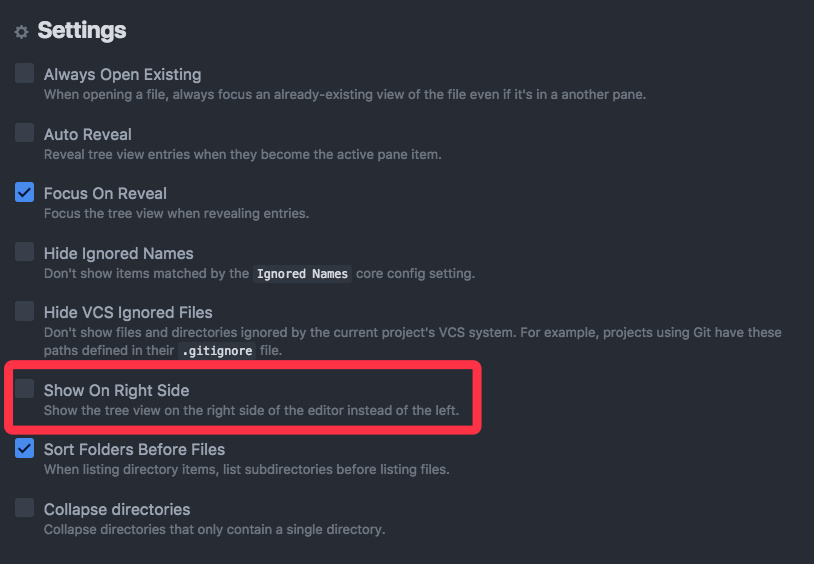 Settings
Always Open Existing
When opening a file, always focus an already-existing view of the file even if it's in a another pane.
Auto Reveal
Reveal tree view entries when they become the active pane item.
Focus On Reveal
Focus the tree view when revealing entries.
Hide Ignored Names
Don't show items matched by the Ignored Names core config setting.
Hide VCS Ignored Files
Don't show files and directories ignored by the current project's VCS system. For example, projects using Git have these
paths defined in their .gitignore file.
Show On Right Side
Show the tree view on the right side of the editor instead of the left.
Sort Folders Before Files
When listing directory items, list subdirectories before listing files.
Collapse directories
Collapse directories that only contain a single directory.